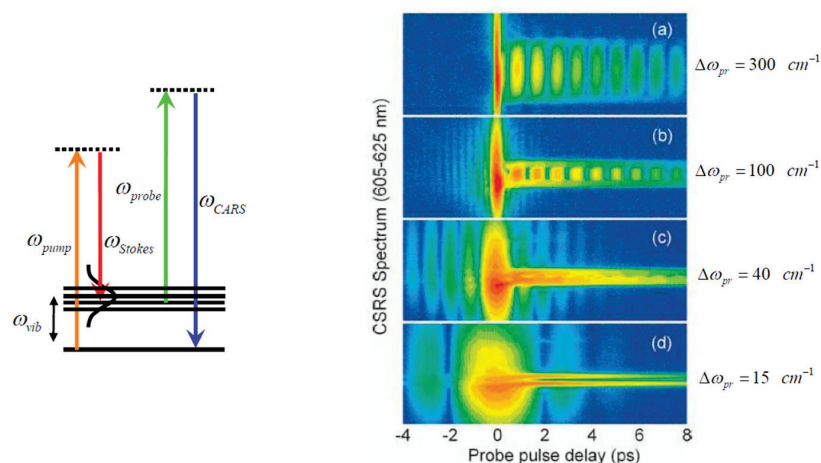 ω_pump
ω_Stokes
ω_probe
ω_CARS
ω_vib
CSRS Spectrum (605-625 nm)
(a)
Δω_pr = 300 cm⁻¹
(b)
Δω_pr = 100 cm⁻¹
(c)
Δω_pr = 40 cm⁻¹
(d)
Δω_pr = 15 cm⁻¹
-4 -2 0 2 4 6 8
Probe pulse delay (ps)